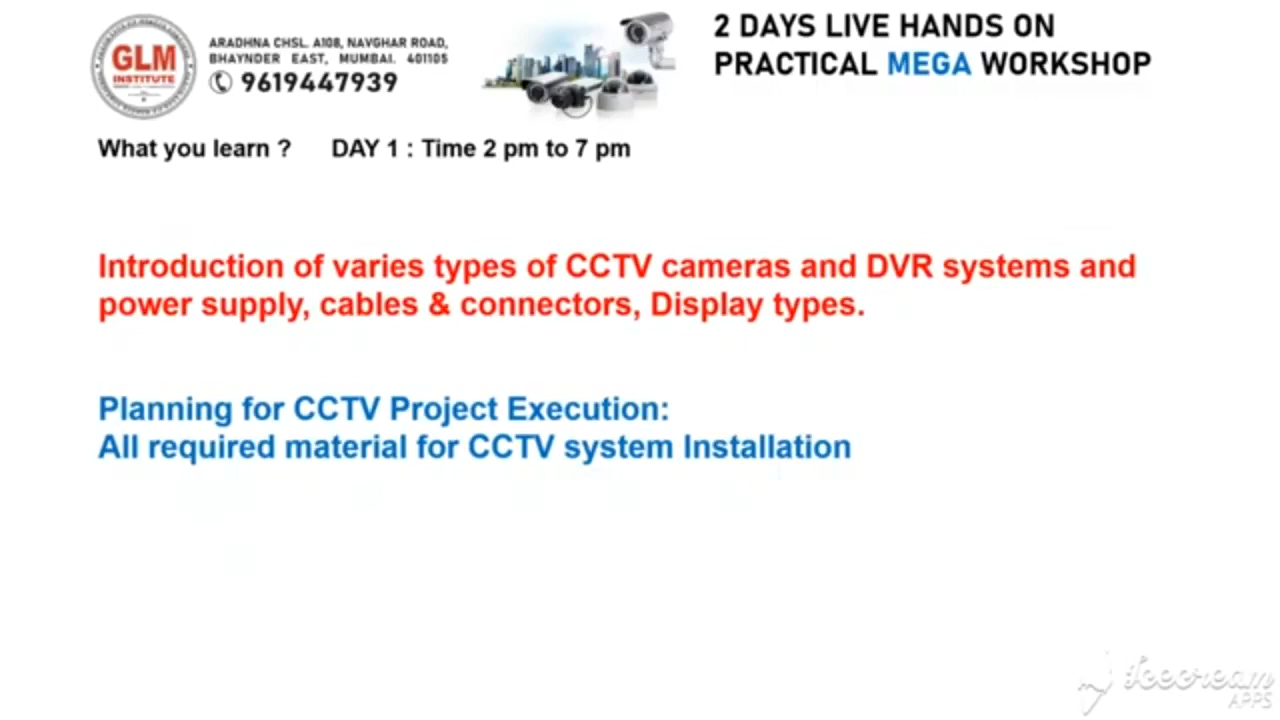 GLM
INSTITUTE
ARADHNA CHSL. A108, NAVGHAR ROAD,
BHAYNDER EAST, MUMBAI. 401105
9619447939
2 DAYS LIVE HANDS ON
PRACTICAL MEGA WORKSHOP
What you learn ? DAY 1 : Time 2 pm to 7 pm
Introduction of varies types of CCTV cameras and DVR systems and
power supply, cables & connectors, Display types.
Planning for CCTV Project Execution:
All required material for CCTV system Installation
Icecream
APPS